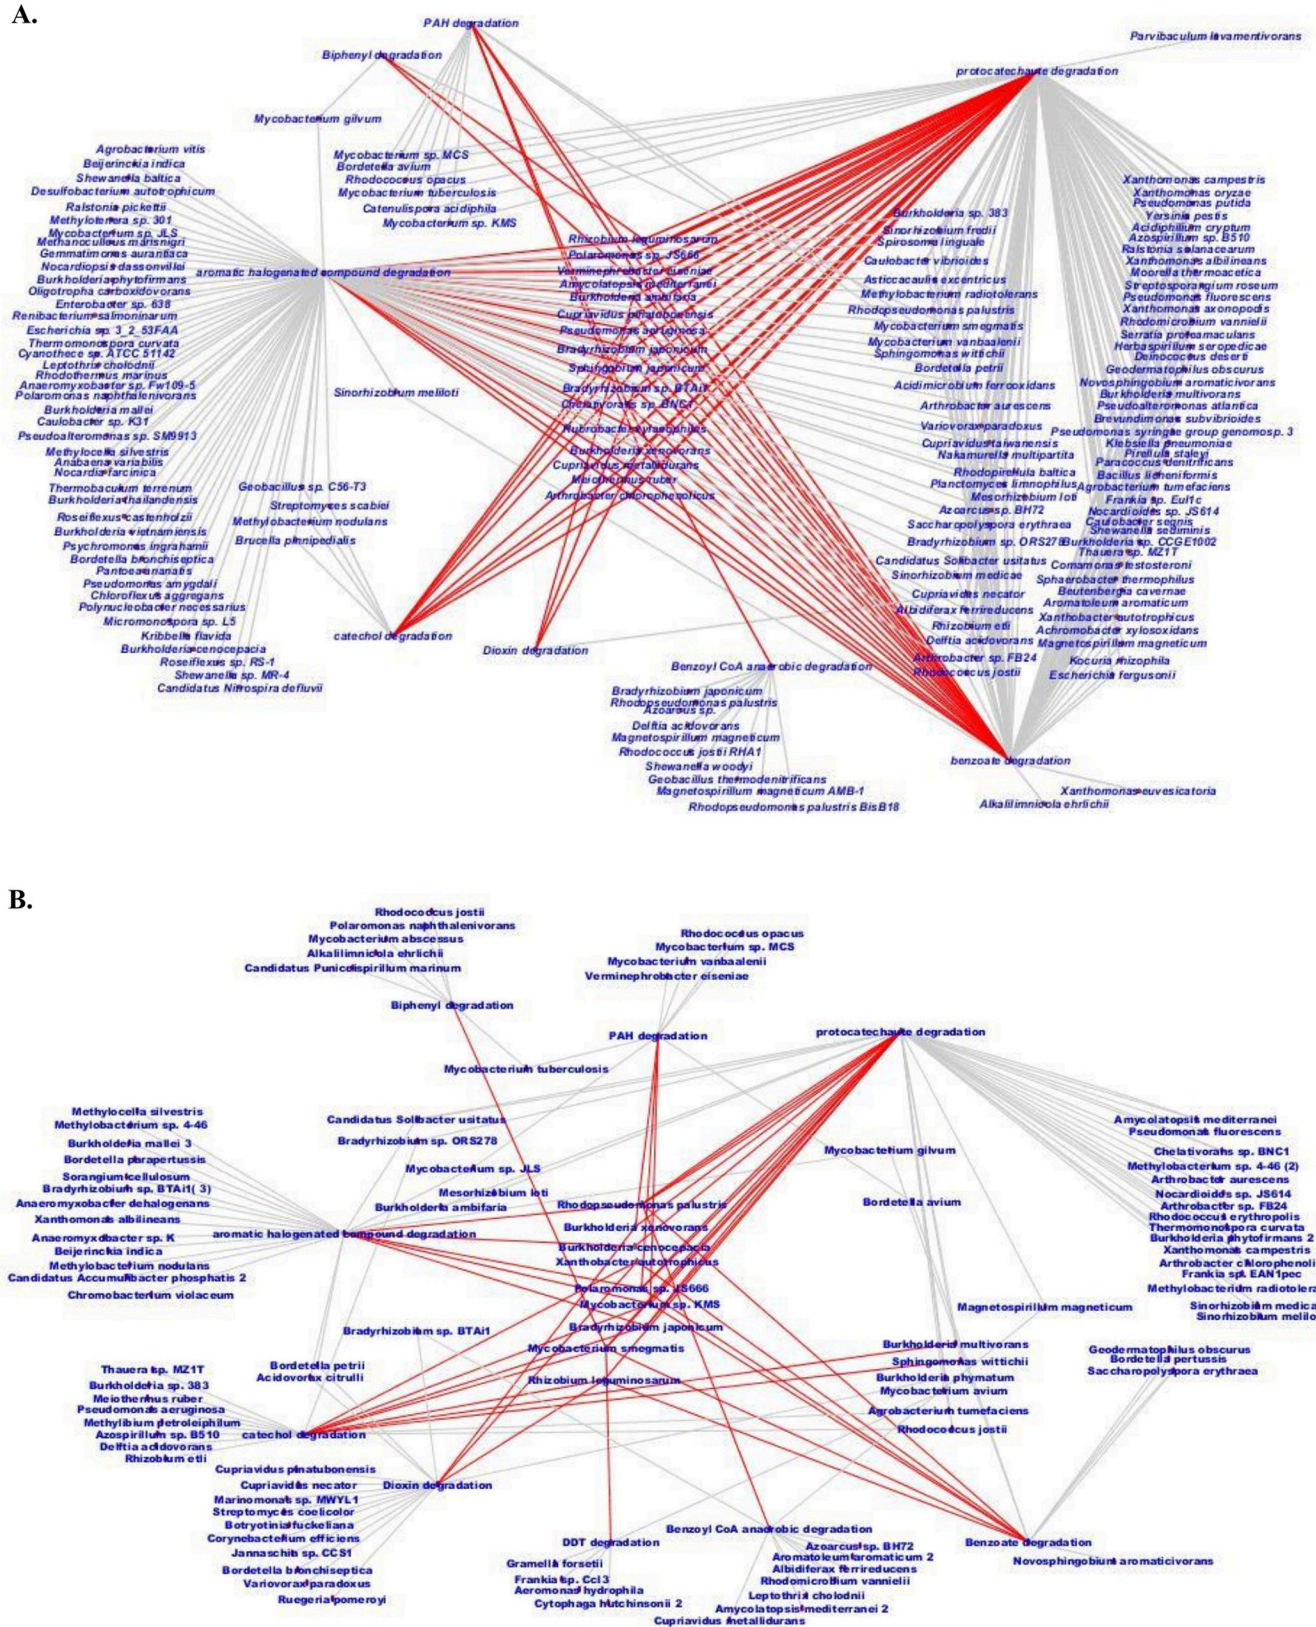 A.
PAH degradation
Biphenyl degradation
Parvibaculum lavamentivorans
protocatechaute degradation
Mycobacterium gilvum
Agrobacterium vitis
Beijerinckia indica
Shewanella baltica
Desulfobacterium autotrophicum
Ralstonia pickettii
Methylotenera sp. 301
Mycobacterium sp. JLS
Methanoculleus marisnigri
Gemmatimonas aurantiaca
Nocardiopsis dassonvillei
Burkholderia phytofirmans
Oligotropha carboxidovorans
Enterobacter sp. 638
Renibacterium salmoninarum
Escherichia sp. 3_2_53FAA
Thermomonospora curvata
Cyanothece sp. ATCC 51142
Leptothrix cholodnii
Rhodothermus marinus
Anaeromyxobacter sp. Fw109-5
Polaromonas naphthalenivorans
Burkholderia mallei
Caulobacter sp. K31
Pseudoalteromonas sp. SM9913
Methylocella silvestris
Anabaena variabilis
Nocardia farcinica
Thermobaculum terrenum
Burkholderia thailandensis
Roseiflexus castenholzii
Burkholderia vietnamiensis
Psychromonas ingrahamii
Bordetella bronchiseptica
Pantoea ananatis
Pseudomonas amygdali
Chloroflexus aggregans
Polynucleobacter necessarius
Micromonospora sp. L5
Kribbella flavida
Burkholderia cenocepacia
Roseiflexus sp. RS-1
Shewanella sp. MR-4
Candidatus Nitrospira defluvii
Mycobacterium sp. MCS
Bordetella avium
Rhodococcus opacus
Mycobacterium tuberculosis
Catenulispora acidiphila
Mycobacterium sp. KMS
aromatic halogenated compound degradation
Sinorhizobium meliloti
Geobacillus sp. C56-T3
Streptomyces scabiei
Methylobacterium nodulans
Brucella pinnipedialis
catechol degradation
Dioxin degradation
Rhizobium leguminosarum
Polaromonas sp. JS666
Verminephrobacter eiseniae
Amycolatopsis mediterranei
Burkholderia ambifaria
Cupriavidus pinatubonensis
Pseudomonas aeruginosa
Bradyrhizobium japonicum
Sphingobium japonicum
Bradyrhizobium sp. BTAi1
Chelativorans sp. BNC1
Rubrobacter xylanophilus
Burkholderia xenovorans
Cupriavidus metallidurans
Meiothermus ruber
Arthrobacter chlorophenolicus
Benzoyl CoA anaerobic degradation
Bradyrhizobium japonicum
Rhodopseudomonas palustris
Azoarcus sp.
Delftia acidovorans
Magnetospirillum magneticum
Rhodococcus jostii RHA1
Shewanella woodyi
Geobacillus thermodenitrificans
Magnetospirillum magneticum AMB-1
Rhodopseudomonas palustris BisB18
Burkholderia sp. 383
Sinorhizobium fredii
Spirosoma linguale
Caulobacter vibrioides
Asticcacaulis excentricus
Methylobacterium radiotolerans
Rhodopseudomonas palustris
Mycobacterium smegmatis
Mycobacterium vanbaalenii
Sphingomonas wittichii
Bordetella petrii
Acidimicrobium ferrooxidans
Arthrobacter aurescens
Variovorax paradoxus
Cupriavidus taiwanensis
Nakamurella multipartita
Rhodopirellula baltica
Planctomyces limnophilus
Mesorhizobium loti
Azoarcus sp. BH72
Saccharopolyspora erythraea
Bradyrhizobium sp. ORS278
Candidatus Solibacter usitatus
Sinorhizobium medicae
Cupriavidus necator
Albidiferax ferrireducens
Rhizobium etli
Delftia acidovorans
Arthrobacter sp. FB24
Rhodococcus jostii
Xanthomonas campestris
Xanthomonas oryzae
Pseudomonas putida
Yersinia pestis
Acidiphilium cryptum
Azospirillum sp. B510
Ralstonia solanacearum
Xanthomonas albilineans
Moorella thermoacetica
Streptosporangium roseum
Pseudomonas fluorescens
Xanthomonas axonopodis
Rhodomicrobium vannielii
Serratia proteamaculans
Herbaspirillum seropedicae
Deinococcus deserti
Geodermatophilus obscurus
Novosphingobium aromaticivorans
Burkholderia multivorans
Pseudoalteromonas atlantica
Brevundimonas subvibrioides
Pseudomonas syringae group genomosp. 3
Klebsiella pneumoniae
Pirellula staleyi
Paracoccus denitrificans
Bacillus licheniformis
Agrobacterium tumefaciens
Frankia sp. EuI1c
Nocardioides sp. JS614
Caulobacter segnis
Shewanella sediminis
Burkholderia sp. CCGE1002
Thauera sp. MZ1T
Comamonas testosteroni
Sphaerobacter thermophilus
Beutenbergia cavernae
Aromatoleum aromaticum
Xanthobacter autotrophicus
Achromobacter xylosoxidans
Magnetospirillum magneticum
Kocuria rhizophila
Escherichia fergusonii
benzoate degradation
Xanthomonas euvesicatoria
Alkalilimnicola ehrlichii
B.
Rhodococcus jostii
Polaromonas naphthalenivorans
Mycobacterium abscessus
Alkalilimnicola ehrlichii
Candidatus Puniceispirillum marinum
Biphenyl degradation
Rhodococcus opacus
Mycobacterium sp. MCS
Mycobacterium vanbaalenii
Verminephrobacter eiseniae
PAH degradation
protocatechaute degradation
Mycobacterium tuberculosis
Methylocella silvestris
Methylobacterium sp. 4-46
Burkholderia mallei 3
Bordetella parapertussis
Sorangium cellulosum
Bradyrhizobium sp. BTAi1( 3)
Anaeromyxobacter dehalogenans
Xanthomonas albilineans
Anaeromyxobacter sp. K
Beijerinckia indica
Methylobacterium nodulans
Candidatus Accumulibacter phosphatis 2
Chromobacterium violaceum
Candidatus Solibacter usitatus
Bradyrhizobium sp. ORS278
Mycobacterium sp. JLS
Mesorhizobium loti
Burkholderia ambifaria
aromatic halogenated compound degradation
Rhodopseudomonas palustris
Burkholderia xenovorans
Burkholderia cenocepacia
Xanthobacter autotrophicus
Polaromonas sp. JS666
Mycobacterium sp. KMS
Bradyrhizobium japonicum
Mycobacterium smegmatis
Rhizobium leguminosarum
Mycobacterium gilvum
Bordetella avium
Magnetospirillum magneticum
Burkholderia multivorans
Sphingomonas wittichii
Burkholderia phymatum
Mycobacterium avium
Agrobacterium tumefaciens
Rhodococcus jostii
Amycolatopsis mediterranei
Pseudomonas fluorescens
Chelativorans sp. BNC1
Methylobacterium sp. 4-46 (2)
Arthrobacter aurescens
Nocardioides sp. JS614
Arthrobacter sp. FB24
Rhodococcus erythropolis
Thermomonospora curvata
Burkholderia phytofirmans 2
Xanthomonas campestris
Arthrobacter chlorophenoli
Frankia sp. EAN1pec
Methylobacterium radiotolera
Sinorhizobium medica
Sinorhizobium melilo
Geodermatophilus obscurus
Bordetella pertussis
Saccharopolyspora erythraea
Bradyrhizobium sp. BTAi1
Bordetella petrii
Acidovorax citrulli
Thauera sp. MZ1T
Burkholderia sp. 383
Meiothermus ruber
Pseudomonas aeruginosa
Methylibium petroleiphilum
Azospirillum sp. B510
Delftia acidovorans
Rhizobium etli
catechol degradation
Cupriavidus pinatubonensis
Cupriavidus necator
Marinomonas sp. MWYL1
Streptomyces coelicolor
Botryotinia fuckeliana
Corynebacterium efficiens
Jannaschia sp. CCS1
Bordetella bronchiseptica
Variovorax paradoxus
Ruegeria pomeroyi
Dioxin degradation
DDT degradation
Gramella forsetii
Frankia sp. CcI3
Aeromonas hydrophila
Cytophaga hutchinsonii 2
Benzoyl CoA anaerobic degradation
Azoarcus sp. BH72
Aromatoleum aromaticum 2
Albidiferax ferrireducens
Rhodomicrobium vannielii
Leptothrix cholodnii
Amycolatopsis mediterranei 2
Cupriavidus metallidurans
Benzoate degradation
Novosphingobium aromaticivorans